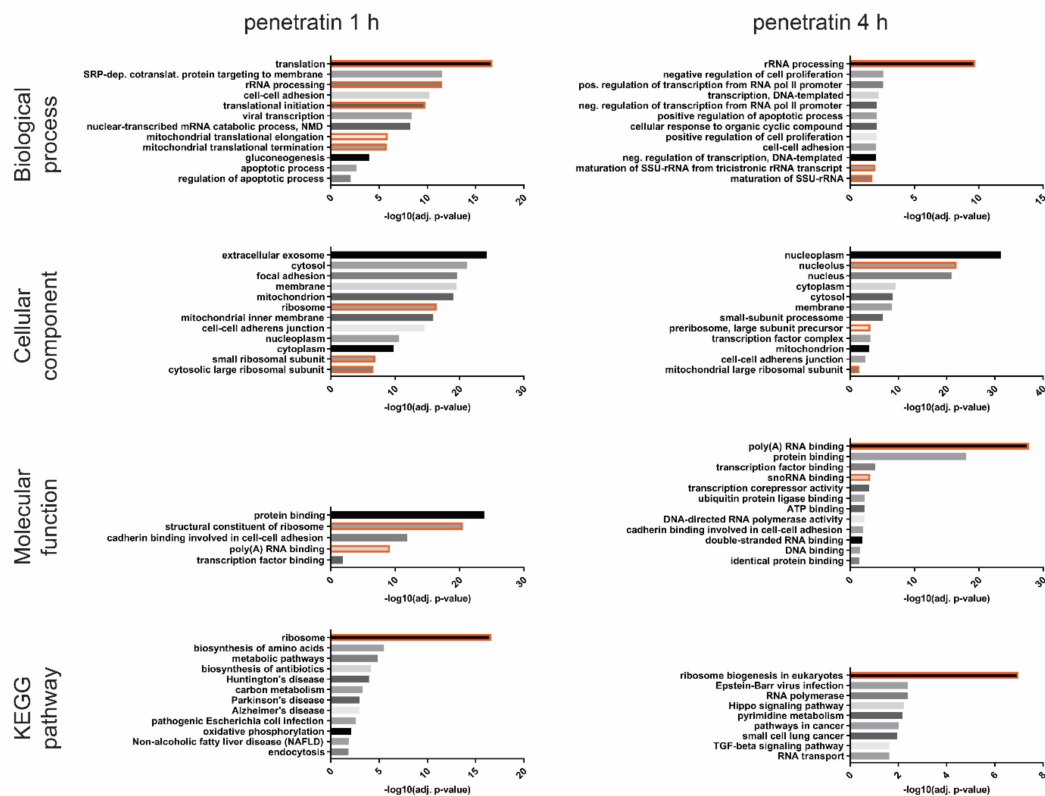 penetratin 1 h
penetratin 4 h
Biological
process
translation
SRP-dep. cotranslat. protein targeting to membrane
rRNA processing
cell-cell adhesion
translational initiation
viral transcription
nuclear-transcribed mRNA catabolic process, NMD
mitochondrial translational elongation
mitochondrial translational termination
gluconeogenesis
apoptotic process
regulation of apoptotic process
0 5 10 15 20
-log10(adj. p-value)
rRNA processing
negative regulation of cell proliferation
pos. regulation of transcription from RNA pol II promoter
transcription, DNA-templated
neg. regulation of transcription from RNA pol II promoter
positive regulation of apoptotic process
cellular response to organic cyclic compound
positive regulation of cell proliferation
cell-cell adhesion
neg. regulation of transcription, DNA-templated
maturation of SSU-rRNA from tricistronic rRNA transcript
maturation of SSU-rRNA
0 5 10 15
-log10(adj. p-value)
Cellular
component
extracellular exosome
cytosol
focal adhesion
membrane
mitochondrion
ribosome
mitochondrial inner membrane
cell-cell adherens junction
nucleoplasm
cytoplasm
small ribosomal subunit
cytosolic large ribosomal subunit
0 10 20 30
-log10(adj. p-value)
nucleoplasm
nucleolus
nucleus
cytoplasm
cytosol
membrane
small-subunit processome
preribosome, large subunit precursor
transcription factor complex
mitochondrion
cell-cell adherens junction
mitochondrial large ribosomal subunit
0 10 20 30 40
-log10(adj. p-value)
Molecular
function
protein binding
structural constituent of ribosome
cadherin binding involved in cell-cell adhesion
poly(A) RNA binding
transcription factor binding
0 10 20 30
-log10(adj. p-value)
poly(A) RNA binding
protein binding
transcription factor binding
snoRNA binding
transcription corepressor activity
ubiquitin protein ligase binding
ATP binding
DNA-directed RNA polymerase activity
cadherin binding involved in cell-cell adhesion
double-stranded RNA binding
DNA binding
identical protein binding
0 10 20 30
-log10(adj. p-value)
KEGG
pathway
ribosome
biosynthesis of amino acids
metabolic pathways
biosynthesis of antibiotics
Huntington's disease
carbon metabolism
Parkinson's disease
Alzheimer's disease
pathogenic Escherichia coli infection
oxidative phosphorylation
Non-alcoholic fatty liver disease (NAFLD)
endocytosis
0 5 10 15 20
-log10(adj. p-value)
ribosome biogenesis in eukaryotes
Epstein-Barr virus infection
RNA polymerase
Hippo signaling pathway
pyrimidine metabolism
pathways in cancer
small cell lung cancer
TGF-beta signaling pathway
RNA transport
0 2 4 6 8
-log10(adj. p-value)